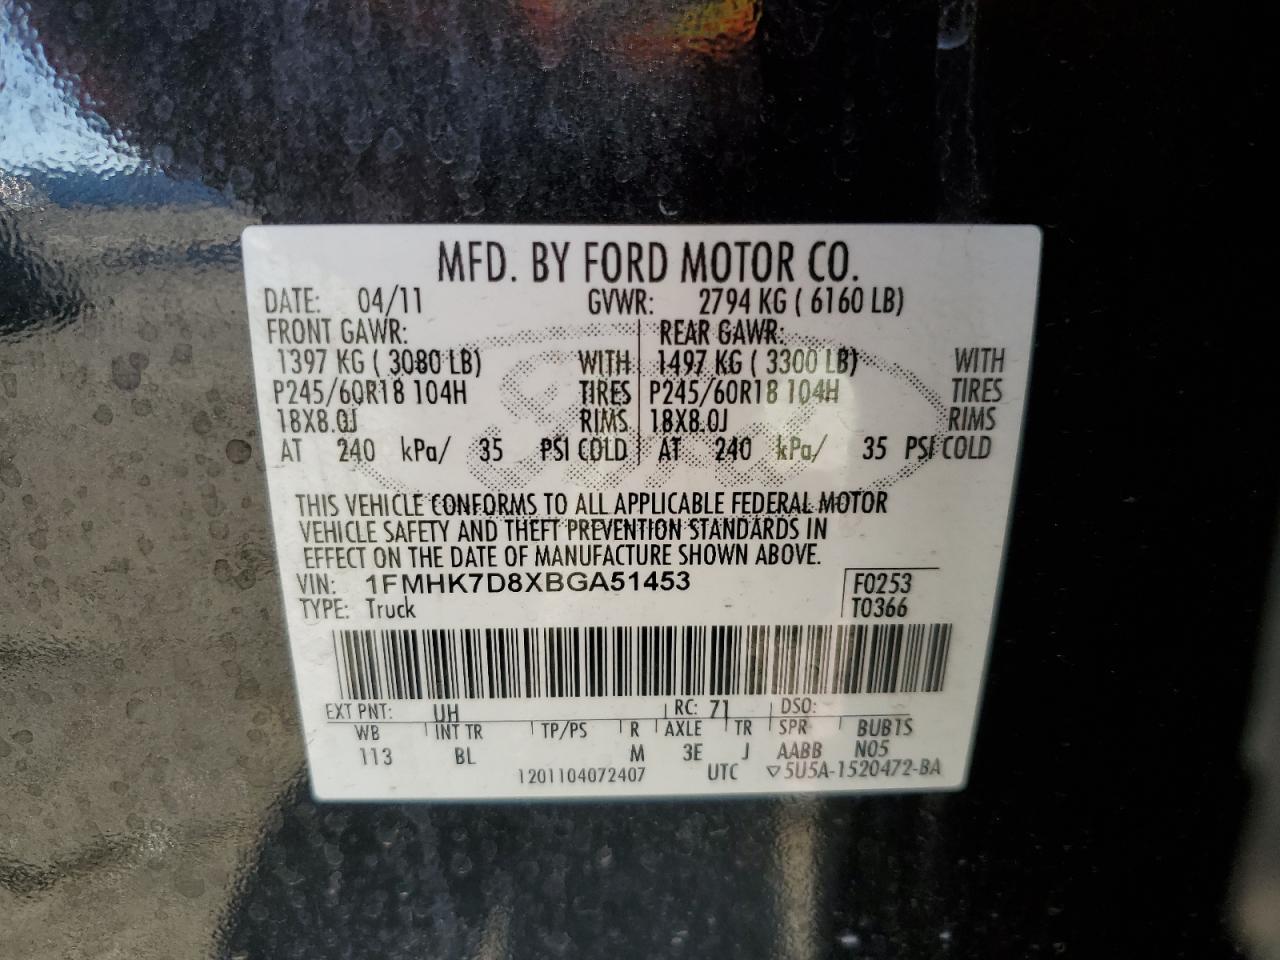 MFD. BY FORD MOTOR CO.
DATE: 04/11 GVWR: 2794 KG ( 6160 LB)
FRONT GAWR: REAR GAWR:
1397 KG ( 3080 LB) WITH 1497 KG ( 3300 LB) WITH
P245/60R18 104H TIRES P245/60R18 104H TIRES
18X8.0J RIMS 18X8.0J RIMS
AT 240 kPa/ 35 PSI COLD AT 240 kPa/ 35 PSI COLD
THIS VEHICLE CONFORMS TO ALL APPLICABLE FEDERAL MOTOR
VEHICLE SAFETY AND THEFT PREVENTION STANDARDS IN
EFFECT ON THE DATE OF MANUFACTURE SHOWN ABOVE.
VIN: 1FMHK7D8XBGA51453 F0253
TYPE: Truck T0366
EXT PNT: UH RC: 71 DSO:
WB INT TR TP/PS R AXLE TR SPR BUB1S
113 BL M 3E J AABB N05
1201104072407 UTC ▽5U5A-1520472-BA
Ford